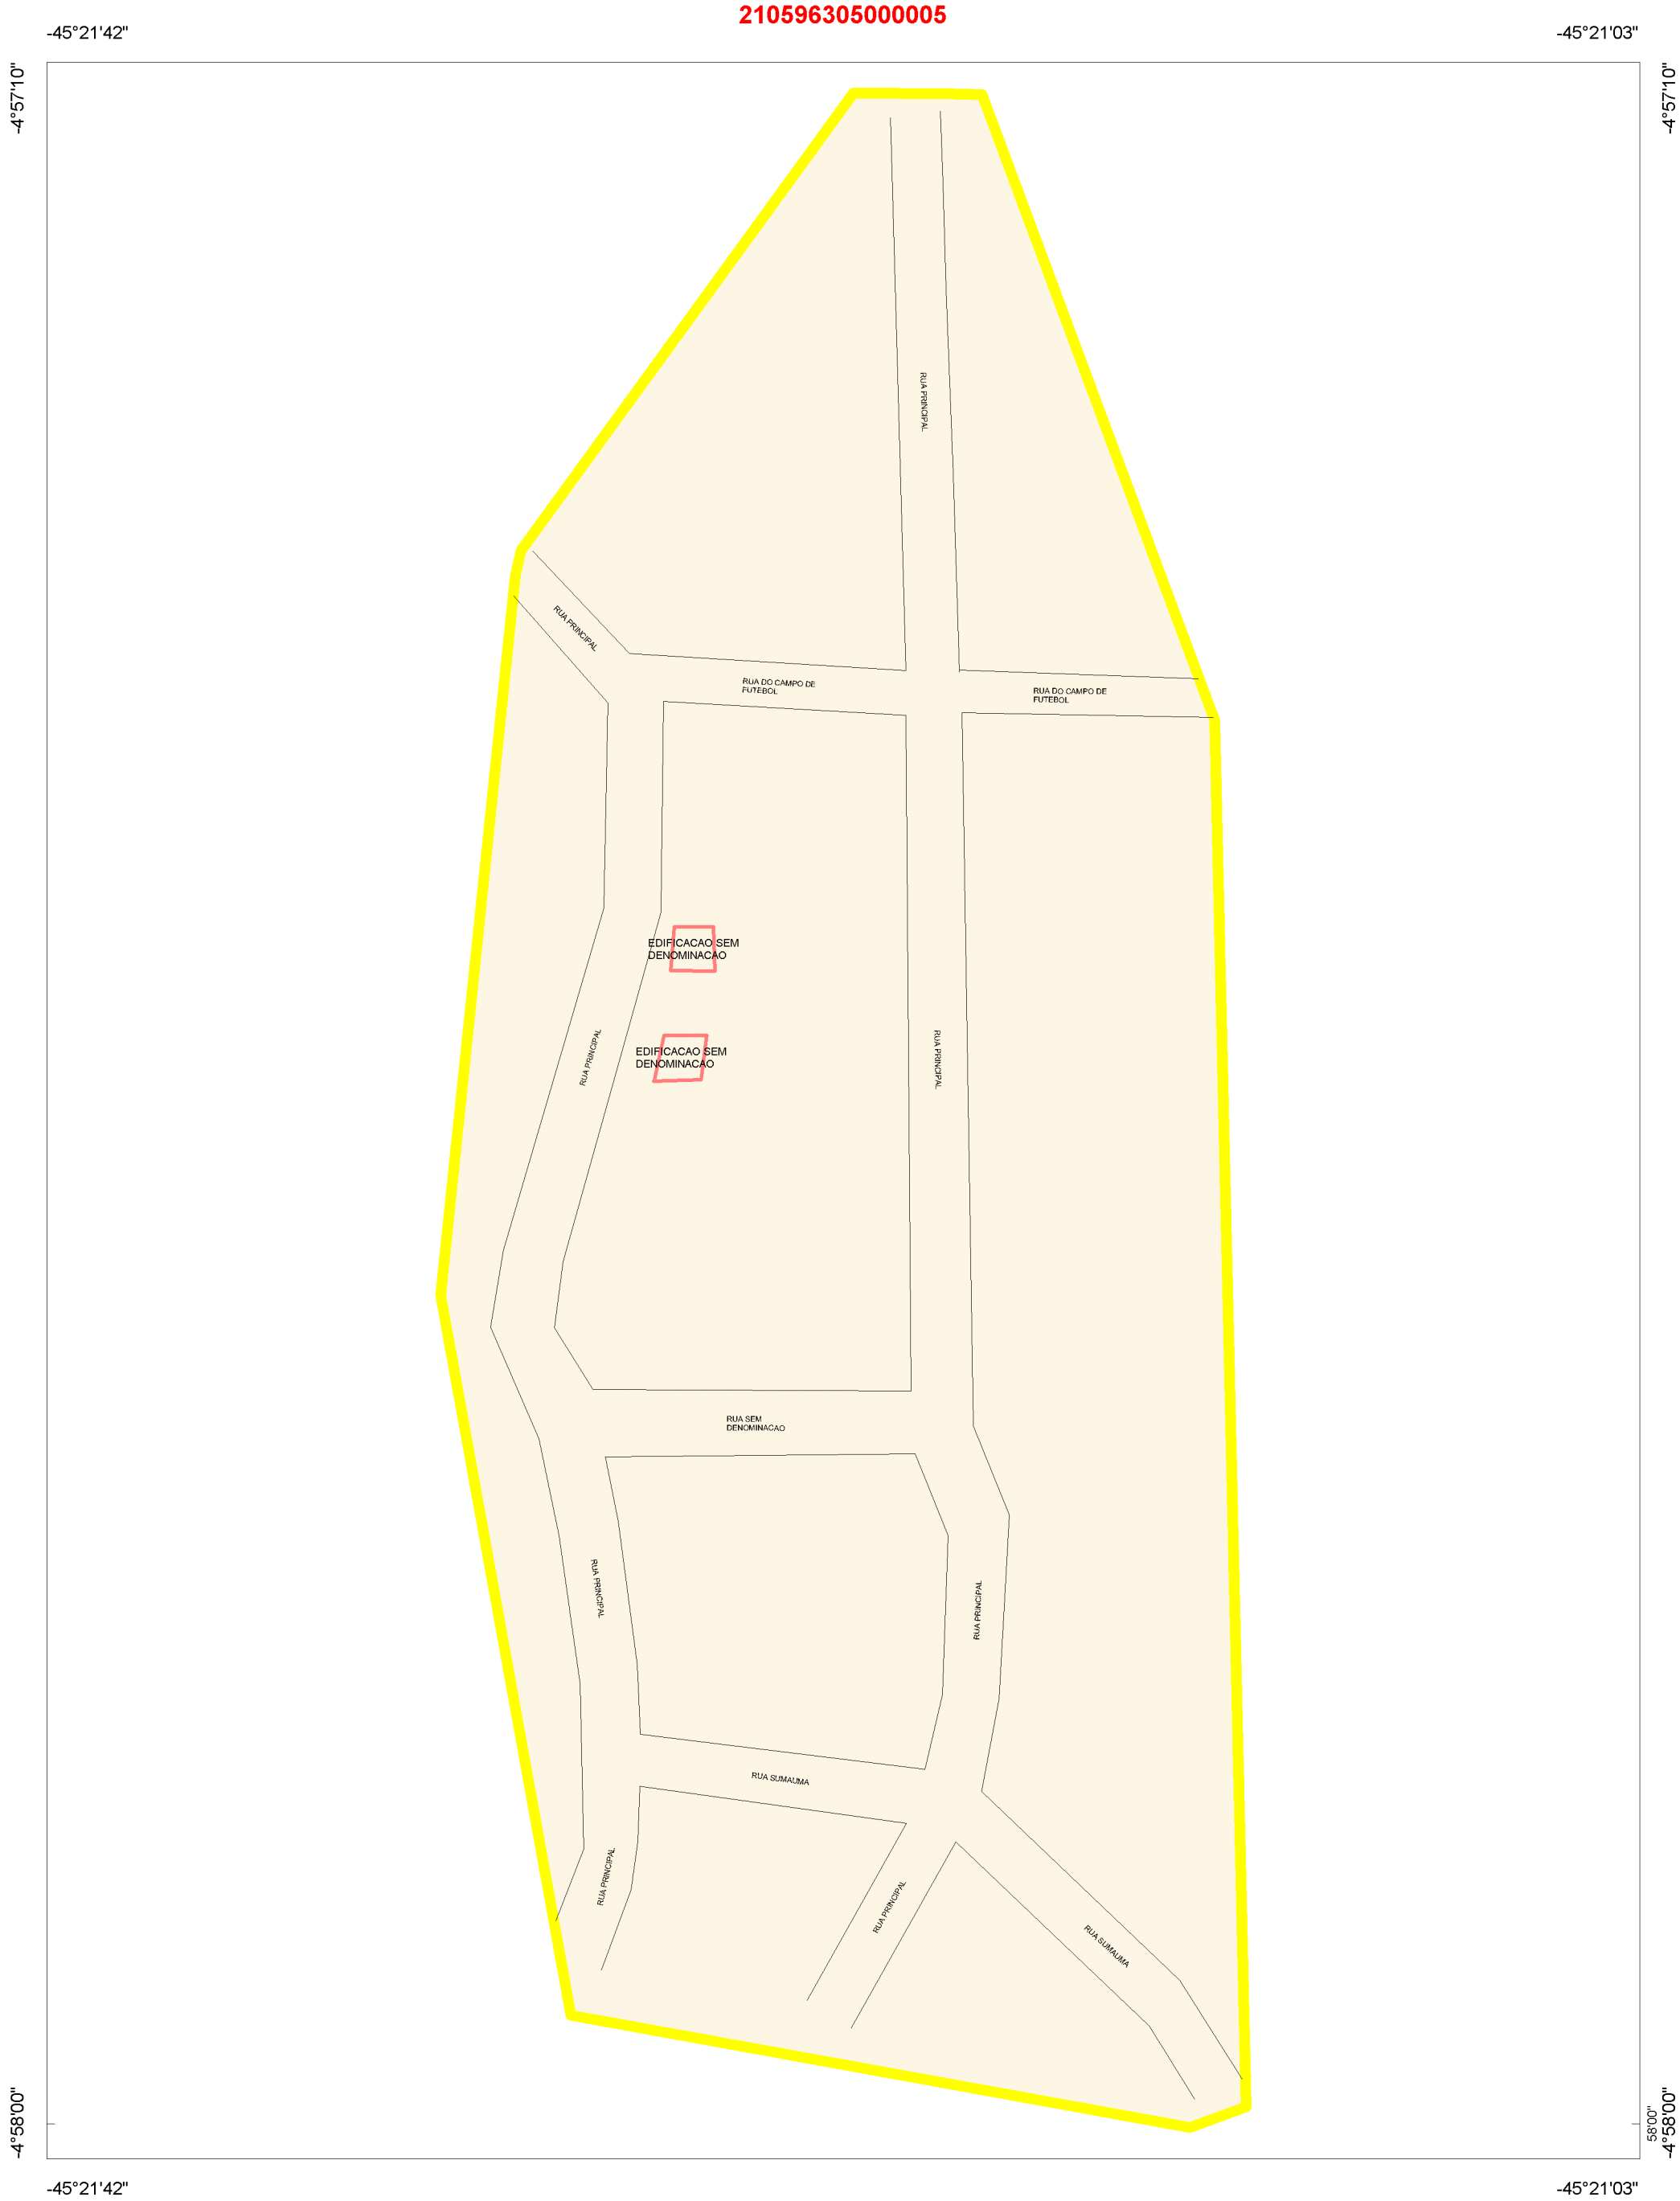 210596305000005
-45°21'42"
-45°21'03"
-4°57'10"
-4°57'10"
RUA PRINCIPAL
RUA PRINCIPAL
RUA DO CAMPO DE
FUTEBOL
RUA DO CAMPO DE
FUTEBOL
EDIFICACAO SEM
DENOMINACAO
RUA PRINCIPAL
RUA PRINCIPAL
EDIFICACAO SEM
DENOMINACAO
RUA SEM
DENOMINACAO
RUA PRINCIPAL
RUA PRINCIPAL
RUA SUMAUMA
RUA PRINCIPAL
RUA PRINCIPAL
RUA SUMAUMA
-4°58'00"
58'00"
-4°58'00"
-45°21'42"
-45°21'03"